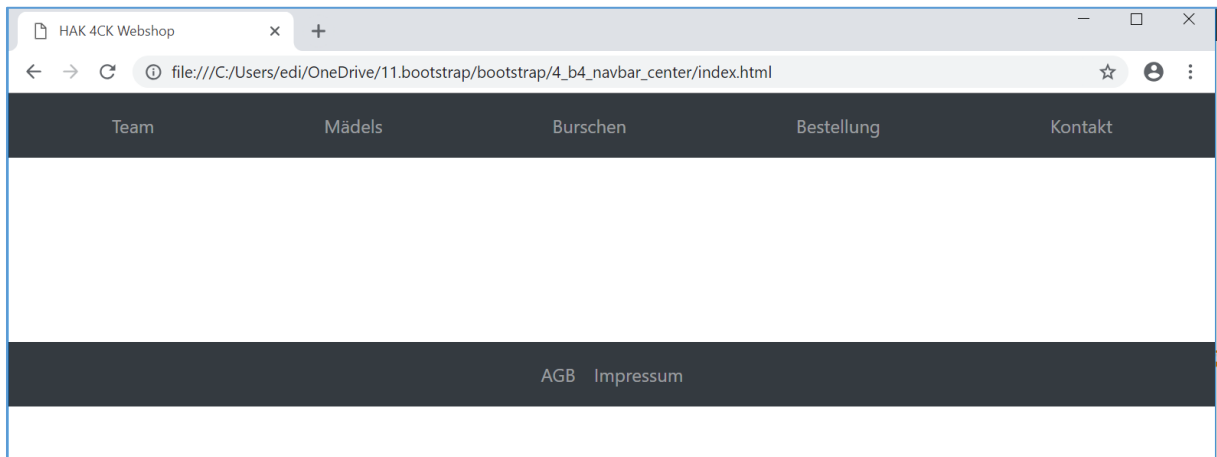 HAK 4CK Webshop
file:///C:/Users/edi/OneDrive/11.bootstrap/bootstrap/4_b4_navbar_center/index.html
Team Mädels Burschen Bestellung Kontakt
AGB Impressum